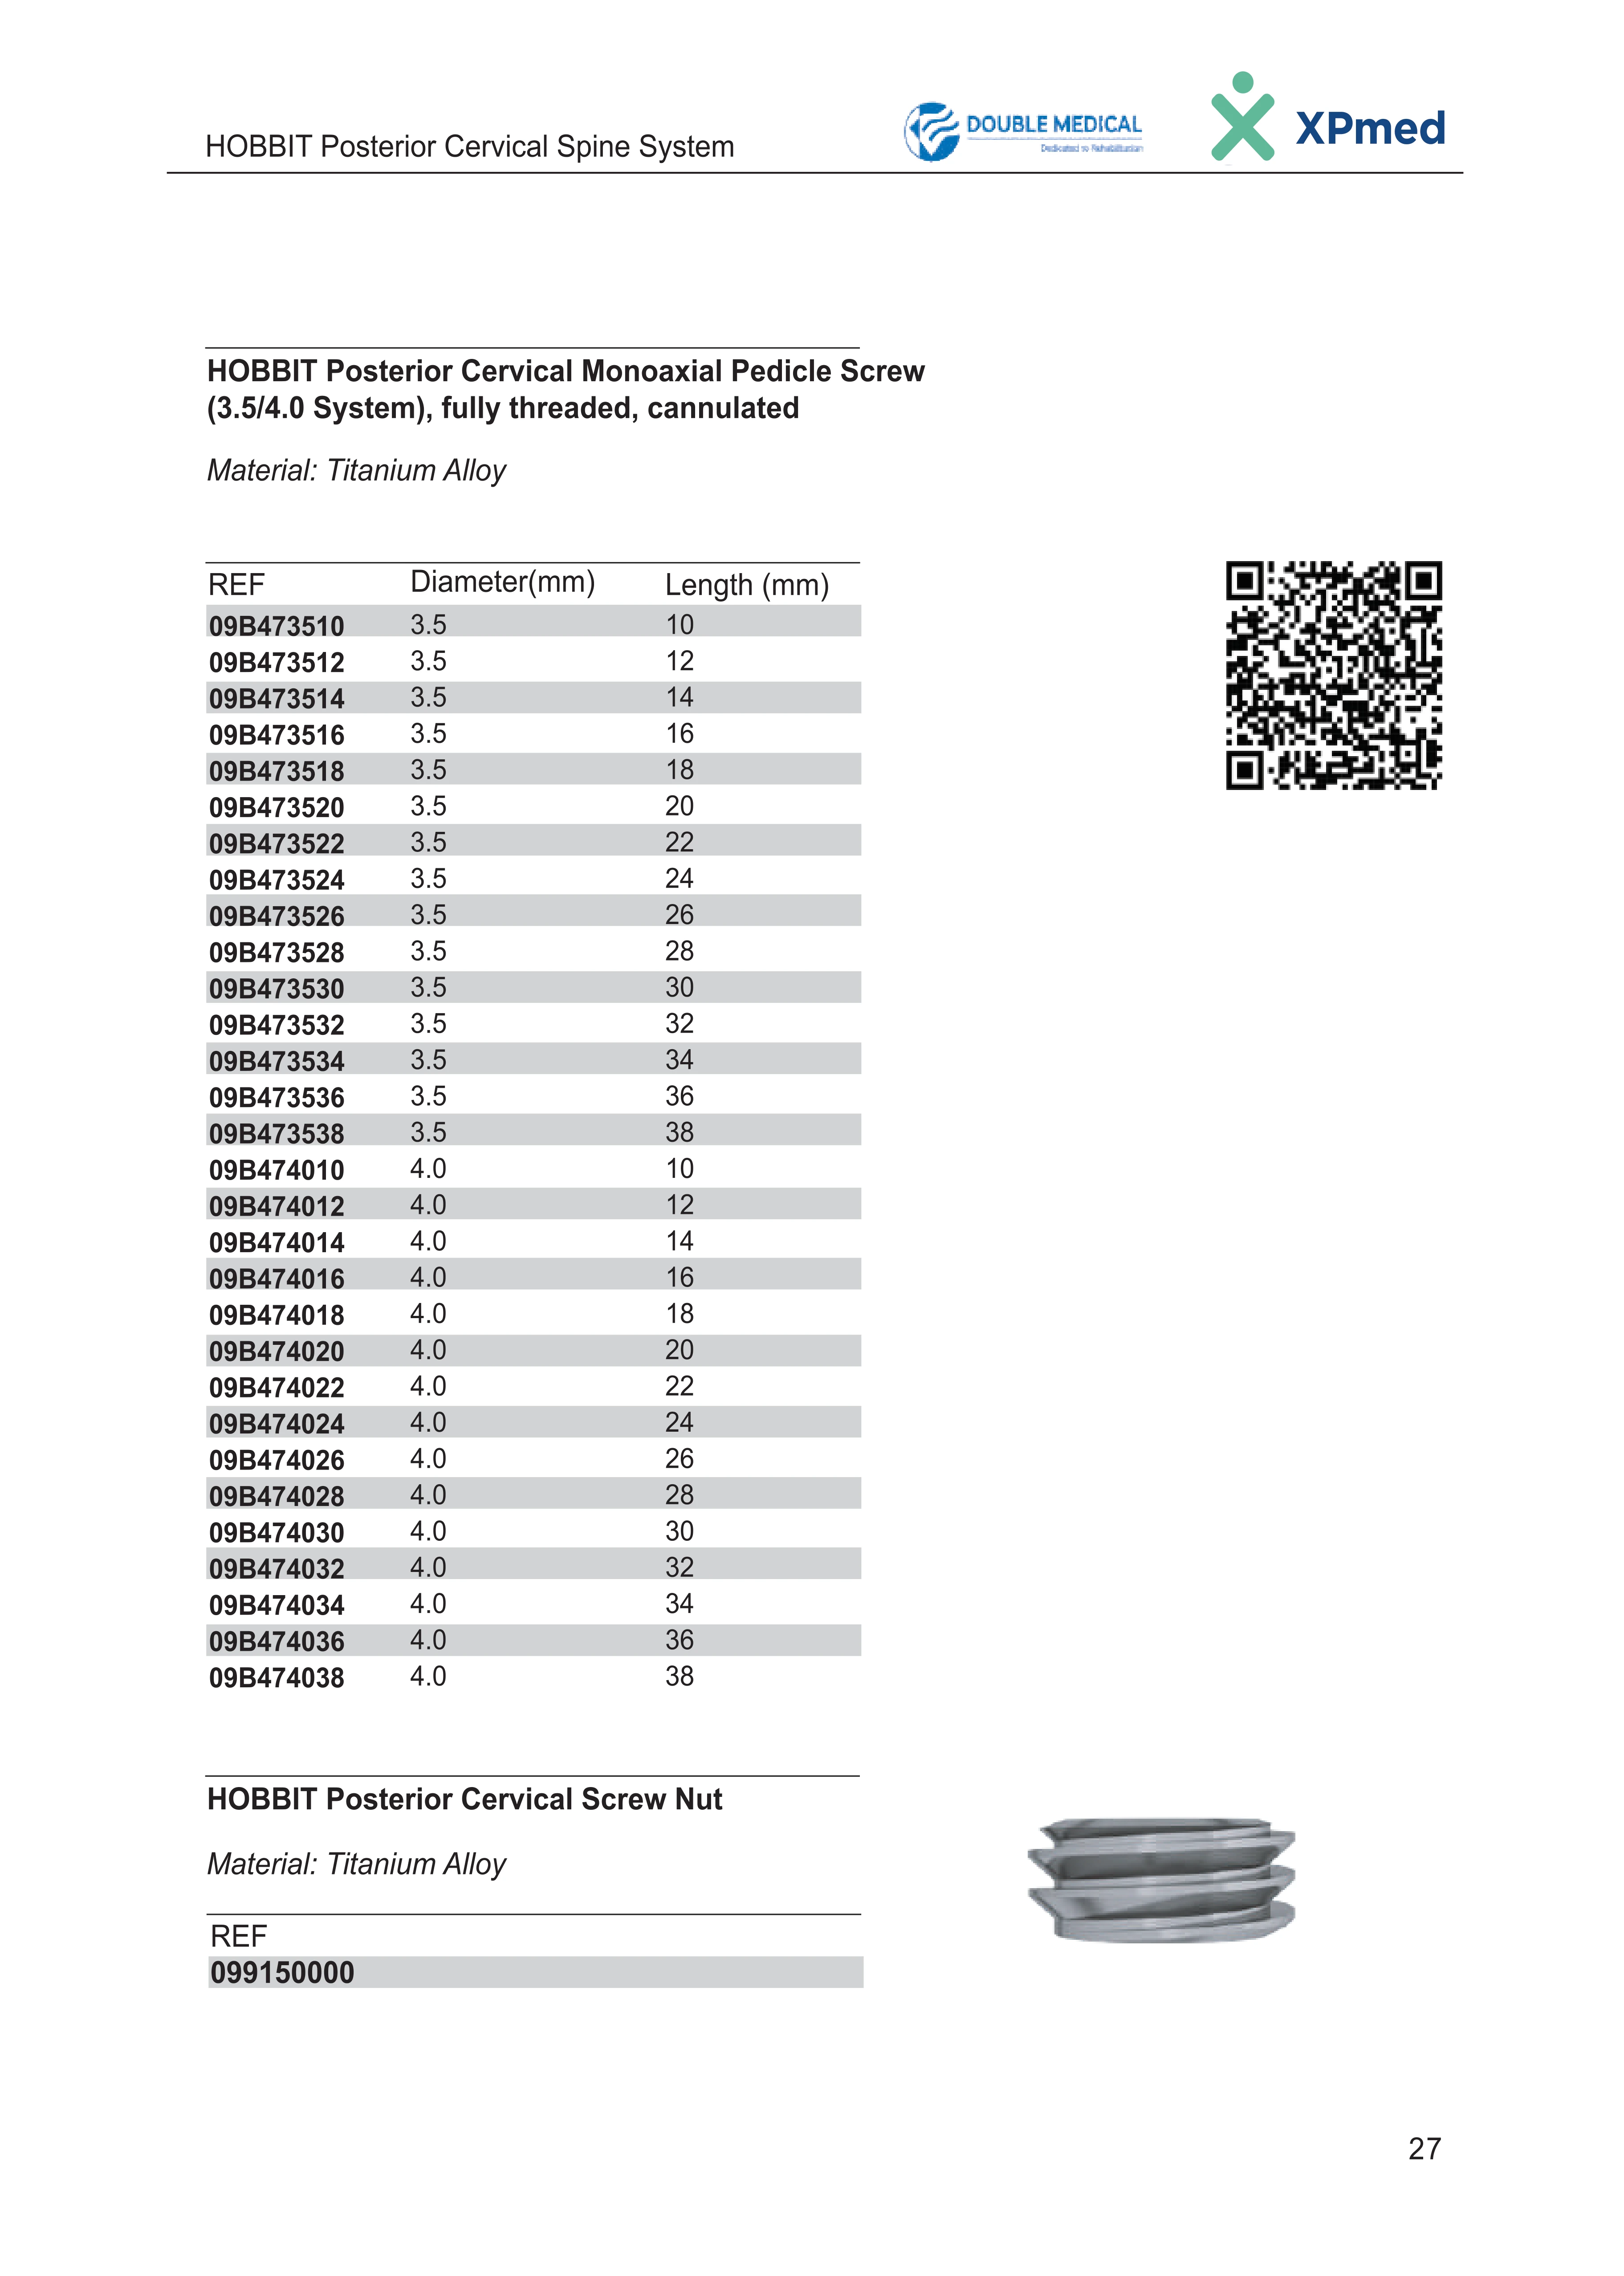 HOBBIT Posterior Cervical Spine System
DOUBLE MEDICAL
Dedicated to Rehabilitation
XPmed
HOBBIT Posterior Cervical Monoaxial Pedicle Screw
(3.5/4.0 System), fully threaded, cannulated
Material: Titanium Alloy
REF Diameter(mm) Length (mm)
09B473510 3.5 10
09B473512 3.5 12
09B473514 3.5 14
09B473516 3.5 16
09B473518 3.5 18
09B473520 3.5 20
09B473522 3.5 22
09B473524 3.5 24
09B473526 3.5 26
09B473528 3.5 28
09B473530 3.5 30
09B473532 3.5 32
09B473534 3.5 34
09B473536 3.5 36
09B473538 3.5 38
09B474010 4.0 10
09B474012 4.0 12
09B474014 4.0 14
09B474016 4.0 16
09B474018 4.0 18
09B474020 4.0 20
09B474022 4.0 22
09B474024 4.0 24
09B474026 4.0 26
09B474028 4.0 28
09B474030 4.0 30
09B474032 4.0 32
09B474034 4.0 34
09B474036 4.0 36
09B474038 4.0 38
HOBBIT Posterior Cervical Screw Nut
Material: Titanium Alloy
REF
099150000
27